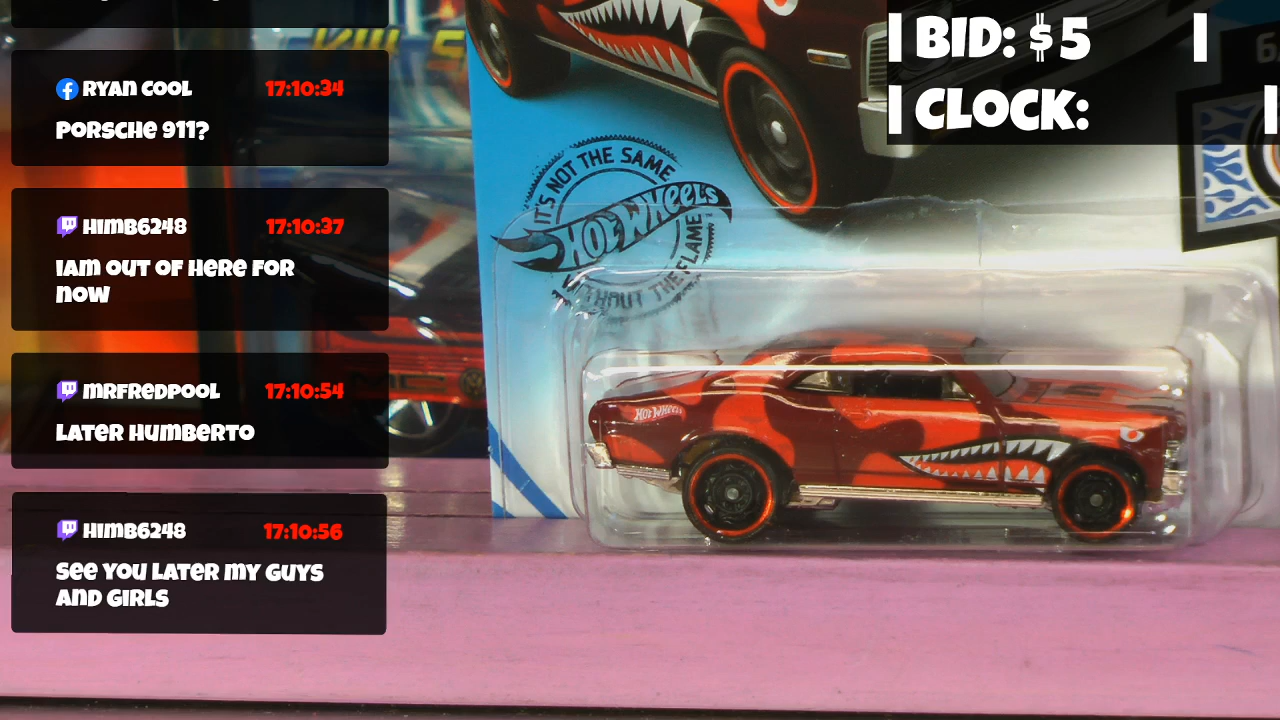 KILL
RYAN COOL 17:10:34
PORSCHE 911?
HIMB6248 17:10:37
IAM OUT OF HERE FOR
NOW
MRFREDPOOL 17:10:54
LATER HUMBERTO
HIMB6248 17:10:56
SEE YOU LATER MY GUYS
AND GIRLS
| BID: $5 |
| CLOCK: |
IT'S NOT THE SAME
HOT WHEELS
WITHOUT THE FLAME
HOT WHEELS